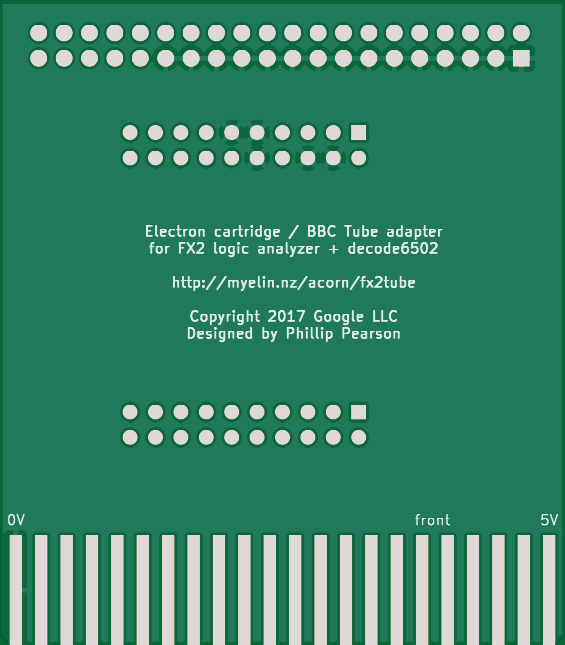 Electron cartridge / BBC Tube adapter
for FX2 logic analyzer + decode6502
http://myelin.nz/acorn/fx2tube
Copyright 2017 Google LLC
Designed by Phillip Pearson
0V front 5V